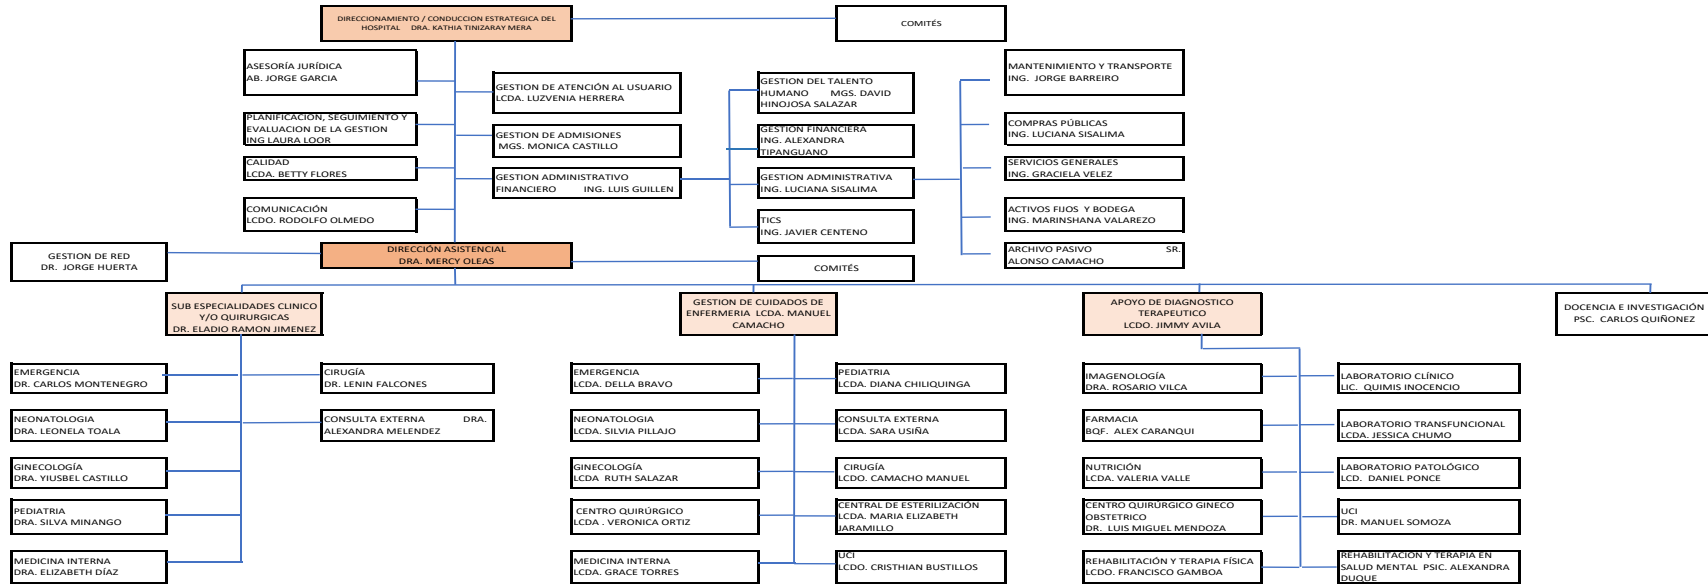 DIRECCIONAMIENTO / CONDUCCION ESTRATEGICA DEL
HOSPITAL DRA. KATHIA TINIZARAY MERA
COMITÉS
ASESORÍA JURÍDICA
AB. JORGE GARCIA
PLANIFICACIÓN, SEGUIMIENTO Y
EVALUACION DE LA GESTION
ING LAURA LOOR
CALIDAD
LCDA. BETTY FLORES
COMUNICACIÓN
LCDO. RODOLFO OLMEDO
GESTION DE ATENCIÓN AL USUARIO
LCDA. LUZVENIA HERRERA
GESTION DE ADMISIONES
MGS. MONICA CASTILLO
GESTION ADMINISTRATIVO
FINANCIERO ING. LUIS GUILLEN
GESTION DEL TALENTO
HUMANO MGS. DAVID
HINOJOSA SALAZAR
GESTION FINANCIERA
ING. ALEXANDRA
TIPANGUANO
GESTION ADMINISTRATIVA
ING. LUCIANA SISALIMA
TICS
ING. JAVIER CENTENO
MANTENIMIENTO Y TRANSPORTE
ING. JORGE BARREIRO
COMPRAS PÚBLICAS
ING. LUCIANA SISALIMA
SERVICIOS GENERALES
ING. GRACIELA VELEZ
ACTIVOS FIJOS Y BODEGA
ING. MARINSHANA VALAREZO
ARCHIVO PASIVO SR.
ALONSO CAMACHO
GESTION DE RED
DR. JORGE HUERTA
DIRECCIÓN ASISTENCIAL
DRA. MERCY OLEAS
COMITÉS
SUB ESPECIALIDADES CLINICO
Y/O QUIRURGICAS
DR. ELADIO RAMON JIMENEZ
GESTION DE CUIDADOS DE
ENFERMERIA LCDA. MANUEL
CAMACHO
APOYO DE DIAGNOSTICO
TERAPEUTICO
LCDO. JIMMY AVILA
DOCENCIA E INVESTIGACIÓN
PSC. CARLOS QUIÑONEZ
EMERGENCIA
DR. CARLOS MONTENEGRO
NEONATOLOGIA
DRA. LEONELA TOALA
GINECOLOGÍA
DRA. YIUSBEL CASTILLO
PEDIATRIA
DRA. SILVA MINANGO
MEDICINA INTERNA
DRA. ELIZABETH DÍAZ
CIRUGÍA
DR. LENIN FALCONES
CONSULTA EXTERNA DRA.
ALEXANDRA MELENDEZ
EMERGENCIA
LCDA. DELLA BRAVO
NEONATOLOGIA
LCDA. SILVIA PILLAJO
GINECOLOGÍA
LCDA RUTH SALAZAR
CENTRO QUIRÚRGICO
LCDA . VERONICA ORTIZ
MEDICINA INTERNA
LCDA. GRACE TORRES
PEDIATRIA
LCDA. DIANA CHILIQUINGA
CONSULTA EXTERNA
LCDA. SARA USIÑA
CIRUGÍA
LCDO. CAMACHO MANUEL
CENTRAL DE ESTERILIZACIÓN
LCDA. MARIA ELIZABETH
JARAMILLO
UCI
LCDO. CRISTHIAN BUSTILLOS
IMAGENOLOGÍA
DRA. ROSARIO VILCA
FARMACIA
BQF. ALEX CARANQUI
NUTRICIÓN
LCDA. VALERIA VALLE
CENTRO QUIRÚRGICO GINECO
OBSTETRICO
DR. LUIS MIGUEL MENDOZA
REHABILITACIÓN Y TERAPIA FÍSICA
LCDO. FRANCISCO GAMBOA
LABORATORIO CLÍNICO
LIC. QUIMIS INOCENCIO
LABORATORIO TRANSFUNCIONAL
LCDA. JESSICA CHUMO
LABORATORIO PATOLÓGICO
LCD. DANIEL PONCE
UCI
DR. MANUEL SOMOZA
REHABILITACIÓN Y TERAPIA EN
SALUD MENTAL PSIC. ALEXANDRA
DUQUE